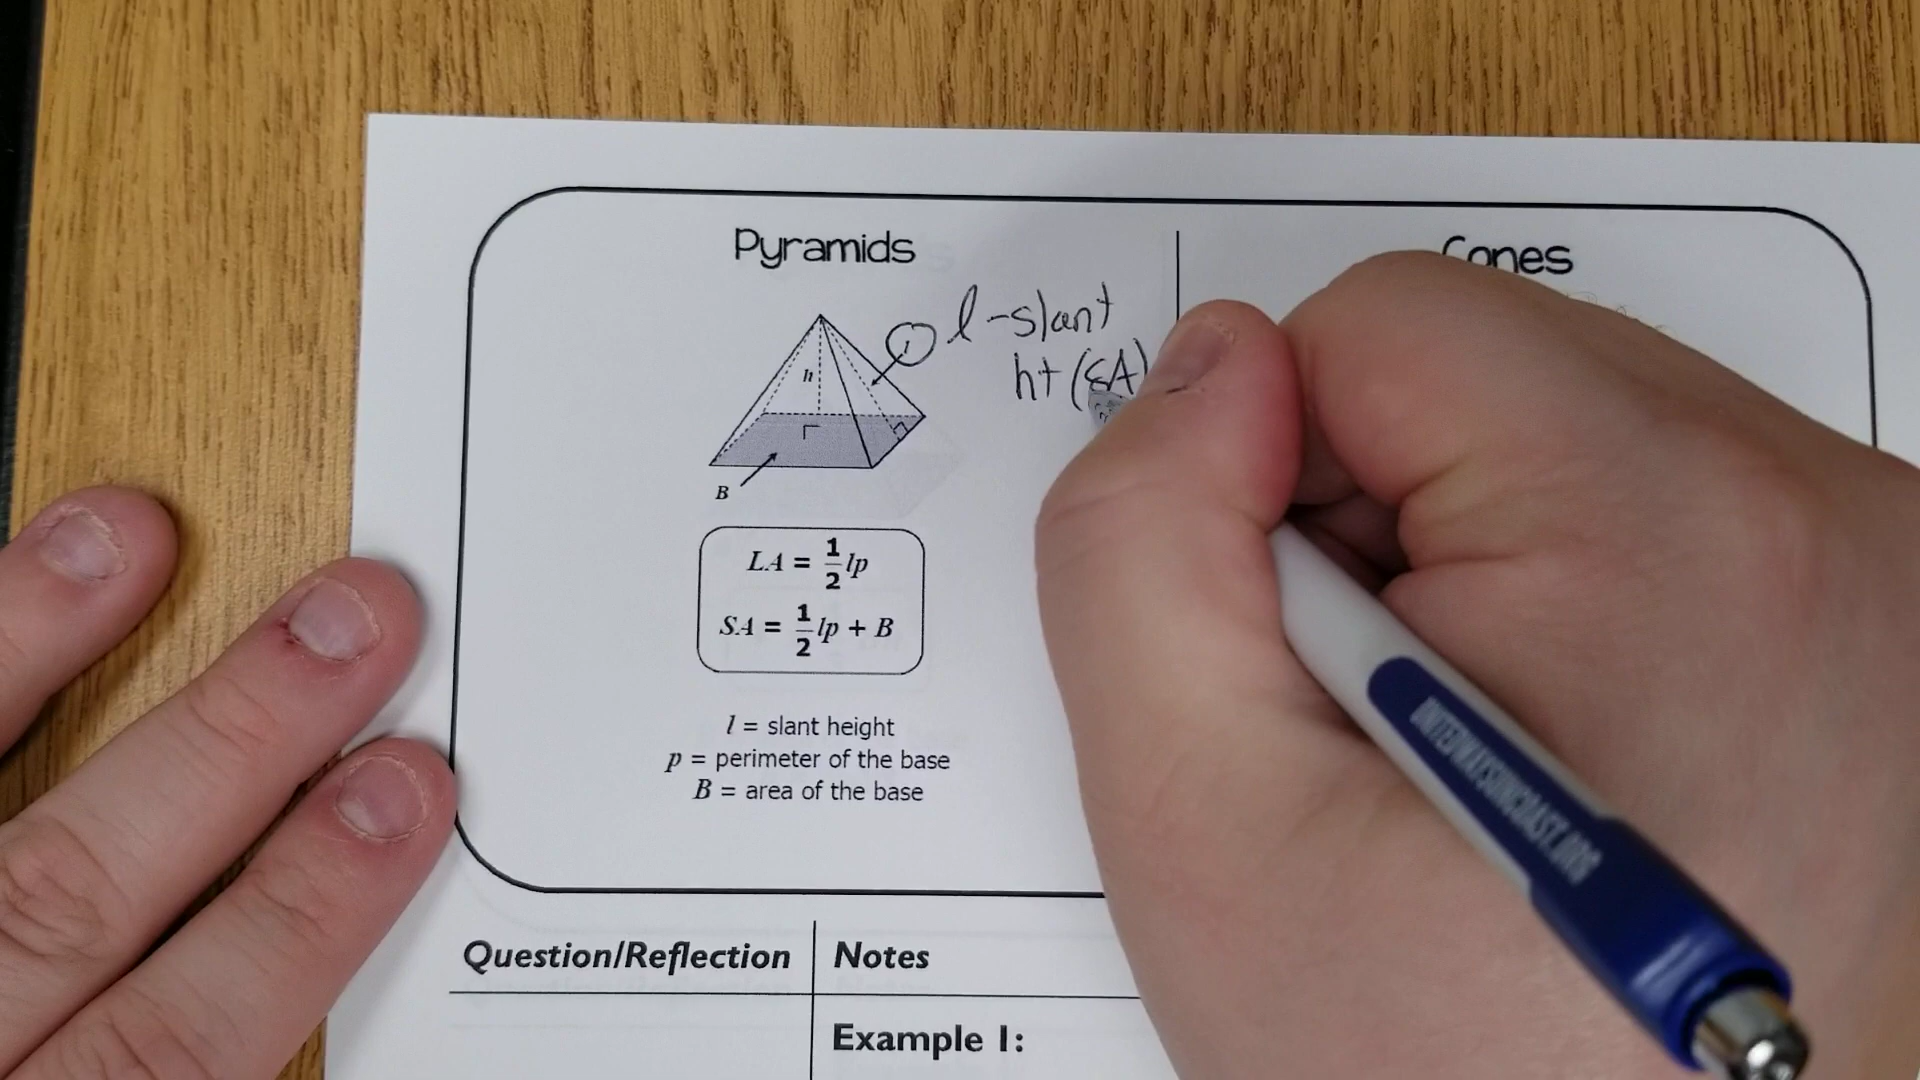 Pyramids
Cones
l - slant
ht (SA)
l
h
B
LA = 1/2 lp
SA = 1/2 lp + B
l = slant height
p = perimeter of the base
B = area of the base
Question/Reflection
Notes
Example 1: